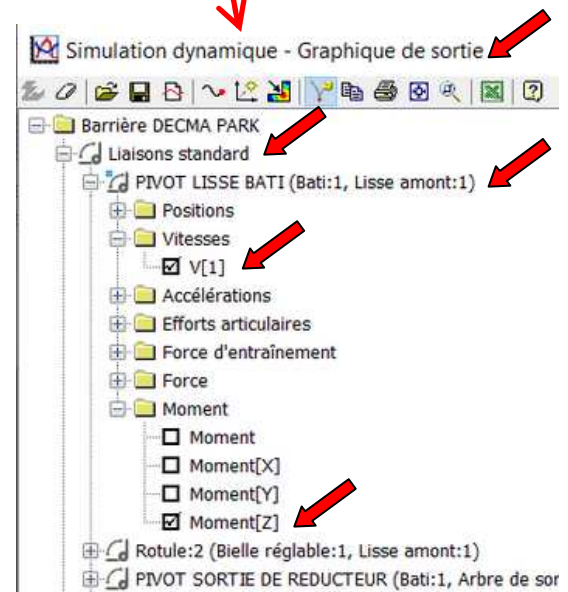 Simulation dynamique - Graphique de sortie
Barrière DECMA PARK
Liaisons standard
PIVOT LISSE BATI (Bati:1, Lisse amont:1)
Positions
Vitesses
V[1]
Accélérations
Efforts articulaires
Force d'entraînement
Force
Moment
Moment
Moment[X]
Moment[Y]
Moment[Z]
Rotule:2 (Bielle réglable:1, Lisse amont:1)
PIVOT SORTIE DE REDUCTEUR (Bati:1, Arbre de sor